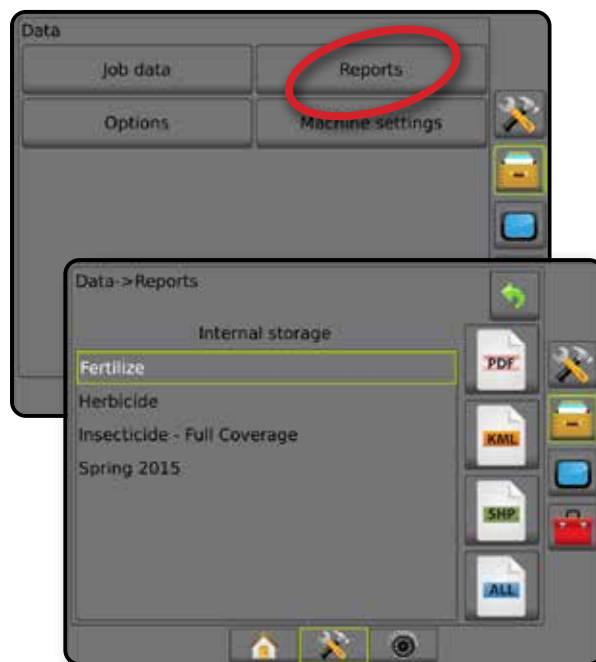 Data
Job data Reports
Options Machine settings
Data->Reports
Internal storage
Fertilize
Herbicide
Insecticide - Full Coverage
Spring 2015
PDF
KML
SHP
ALL